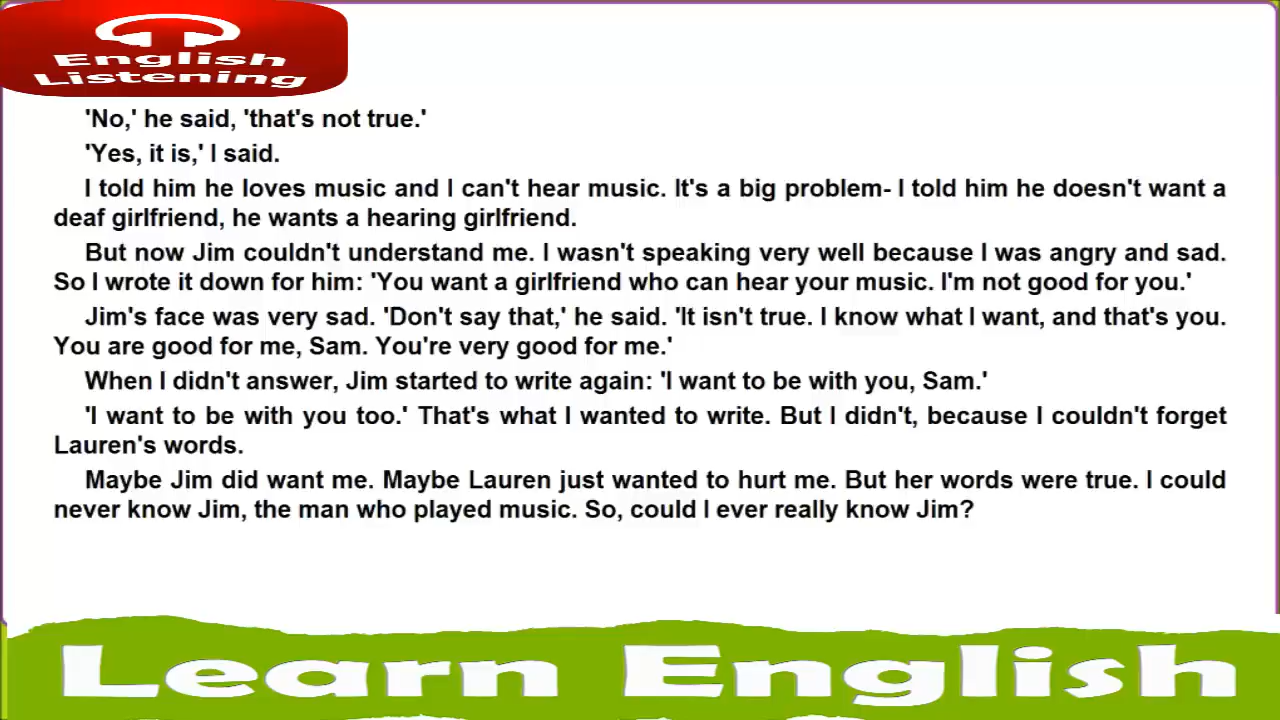 English
Listening
'No,' he said, 'that's not true.'
'Yes, it is,' I said.
I told him he loves music and I can't hear music. It's a big problem- I told him he doesn't want a
deaf girlfriend, he wants a hearing girlfriend.
But now Jim couldn't understand me. I wasn't speaking very well because I was angry and sad.
So I wrote it down for him: 'You want a girlfriend who can hear your music. I'm not good for you.'
Jim's face was very sad. 'Don't say that,' he said. 'It isn't true. I know what I want, and that's you.
You are good for me, Sam. You're very good for me.'
When I didn't answer, Jim started to write again: 'I want to be with you, Sam.'
'I want to be with you too.' That's what I wanted to write. But I didn't, because I couldn't forget
Lauren's words.
Maybe Jim did want me. Maybe Lauren just wanted to hurt me. But her words were true. I could
never know Jim, the man who played music. So, could I ever really know Jim?
Learn English